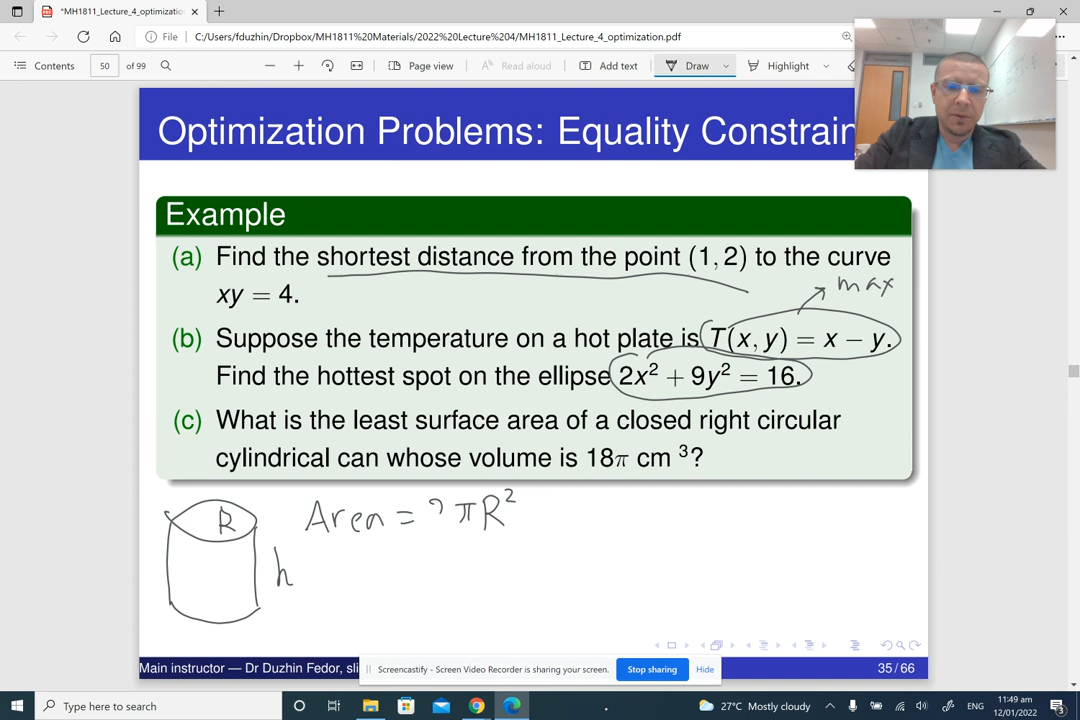 *MH1811_Lecture_4_optimization.p
File
C:/Users/fduzhin/Dropbox/MH1811%20Materials/2022%20Lecture%204/MH1811_Lecture_4_optimization.pdf
Contents
50 of 99
Page view
Read aloud
Add text
Draw
Highlight
Optimization Problems: Equality Constrain
Example
(a) Find the shortest distance from the point (1, 2) to the curve
xy = 4.
max
(b) Suppose the temperature on a hot plate is T(x, y) = x − y.
Find the hottest spot on the ellipse 2x² + 9y² = 16.
(c) What is the least surface area of a closed right circular
cylindrical can whose volume is 18π cm ³?
R
h
Area = 2πR²
Main instructor — Dr Duzhin Fedor, sli
35/66
Screencastify - Screen Video Recorder is sharing your screen.
Stop sharing
Hide
Type here to search
27°C Mostly cloudy
ENG
11:49 am
12/01/2022
3